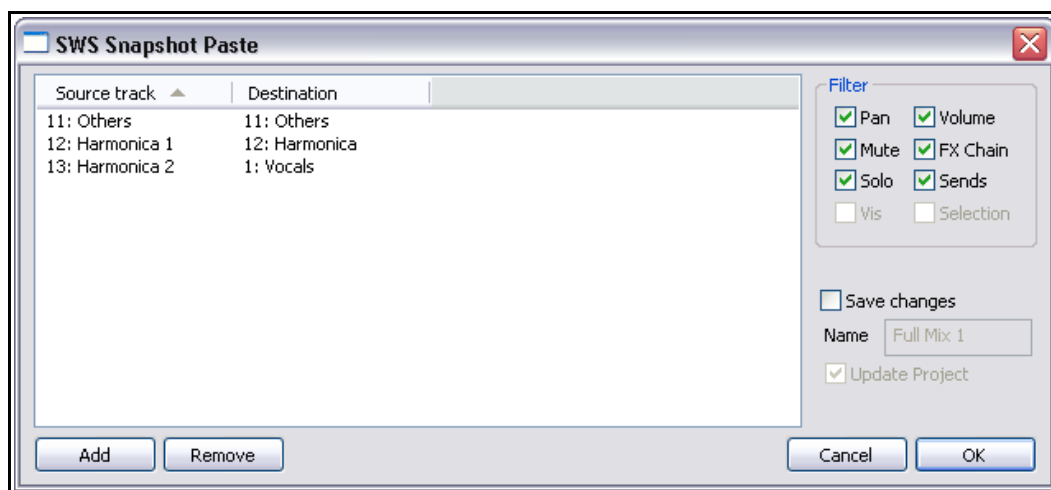 SWS Snapshot Paste
Source track Destination
11: Others 11: Others
12: Harmonica 1 12: Harmonica
13: Harmonica 2 1: Vocals
Filter
Pan Volume
Mute FX Chain
Solo Sends
Vis Selection
Save changes
Name Full Mix 1
Update Project
Add Remove Cancel OK